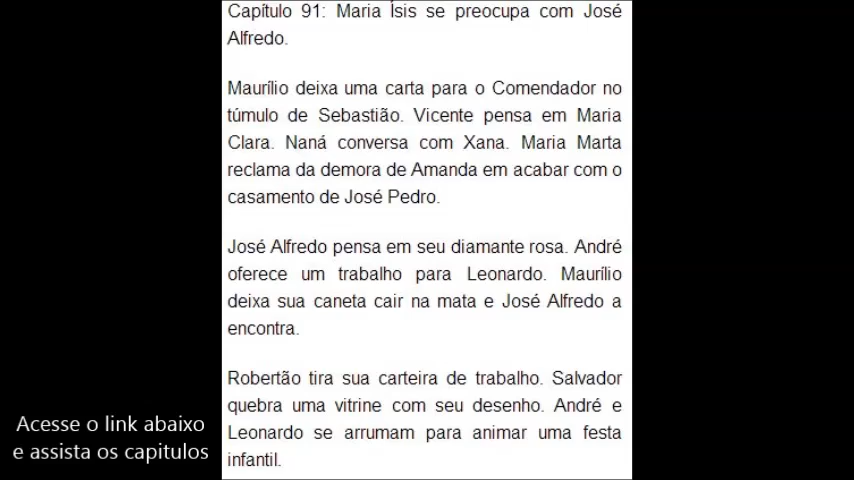 Capítulo 91: Maria Ísis se preocupa com José
Alfredo.
Maurílio deixa uma carta para o Comendador no
túmulo de Sebastião. Vicente pensa em Maria
Clara. Naná conversa com Xana. Maria Marta
reclama da demora de Amanda em acabar com o
casamento de José Pedro.
José Alfredo pensa em seu diamante rosa. André
oferece um trabalho para Leonardo. Maurílio
deixa sua caneta cair na mata e José Alfredo a
encontra.
Robertão tira sua carteira de trabalho. Salvador
quebra uma vitrine com seu desenho. André e
Leonardo se arrumam para animar uma festa
infantil.
Acesse o link abaixo
e assista os capitulos